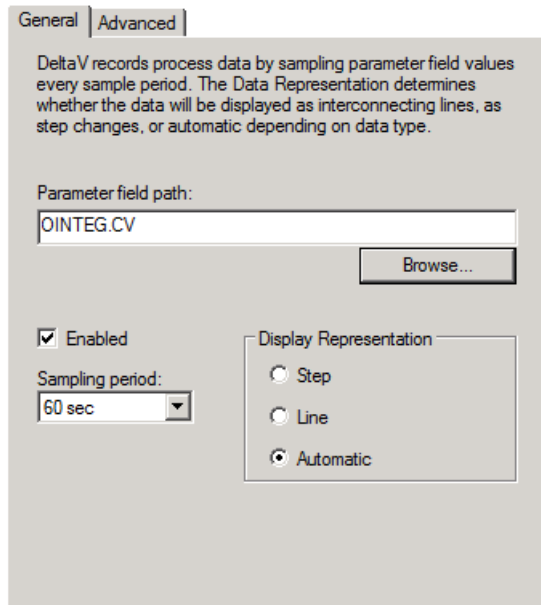 General Advanced
DeltaV records process data by sampling parameter field values
every sample period. The Data Representation determines
whether the data will be displayed as interconnecting lines, as
step changes, or automatic depending on data type.
Parameter field path:
OINTEG.CV
Browse...
Enabled
Display Representation
Sampling period:
60 sec
Step
Line
Automatic